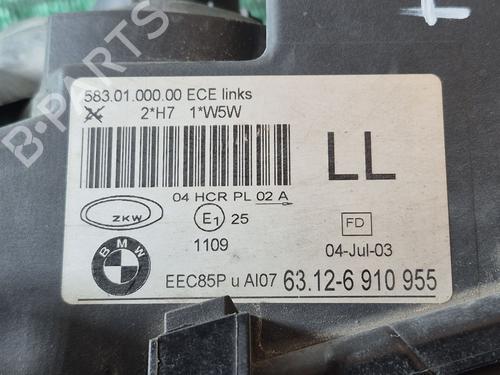 583.01.000.00 ECE links
2*H7 1*W5W
LL
04 HCR PL 02 A
ZKW
E1 25
FD
1109
04-Jul-03
BMW
EEC85P u AI07 63.12-6 910 955
B-PARTS